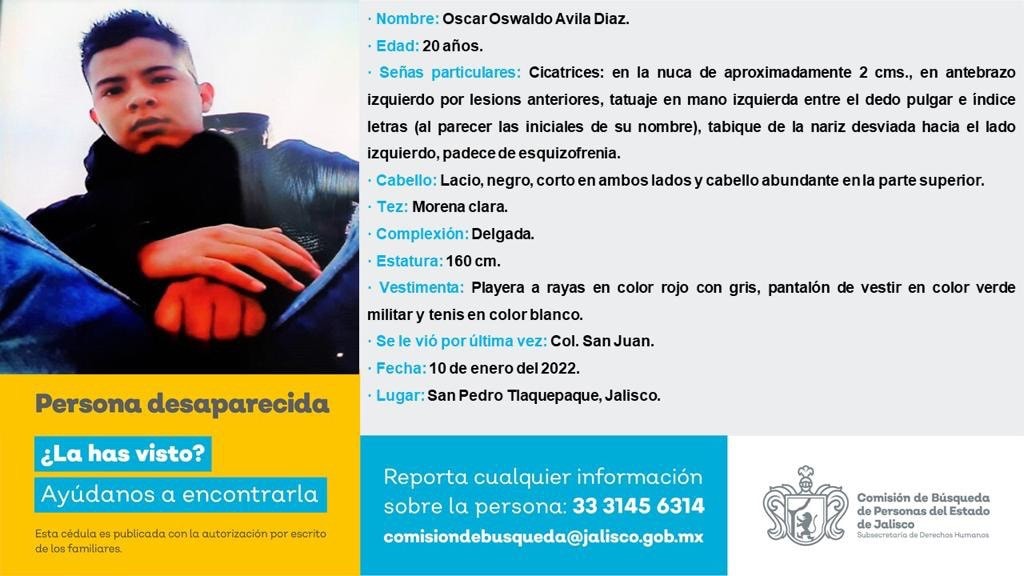 · Nombre: Oscar Oswaldo Avila Diaz.
· Edad: 20 años.
· Señas particulares: Cicatrices: en la nuca de aproximadamente 2 cms., en antebrazo
izquierdo por lesions anteriores, tatuaje en mano izquierda entre el dedo pulgar e índice
letras (al parecer las iniciales de su nombre), tabique de la nariz desviada hacia el lado
izquierdo, padece de esquizofrenia.
· Cabello: Lacio, negro, corto en ambos lados y cabello abundante en la parte superior.
· Tez: Morena clara.
· Complexión: Delgada.
· Estatura: 160 cm.
· Vestimenta: Playera a rayas en color rojo con gris, pantalón de vestir en color verde
militar y tenis en color blanco.
· Se le vió por última vez: Col. San Juan.
· Fecha: 10 de enero del 2022.
· Lugar: San Pedro Tlaquepaque, Jalisco.
Persona desaparecida
¿La has visto?
Ayúdanos a encontrarla
Esta cédula es publicada con la autorización por escrito
de los familiares.
Reporta cualquier información
sobre la persona: 33 3145 6314
comisiondebusqueda@jalisco.gob.mx
Comisión de Búsqueda
de Personas del Estado
de Jalisco
Subsecretaría de Derechos Humanos